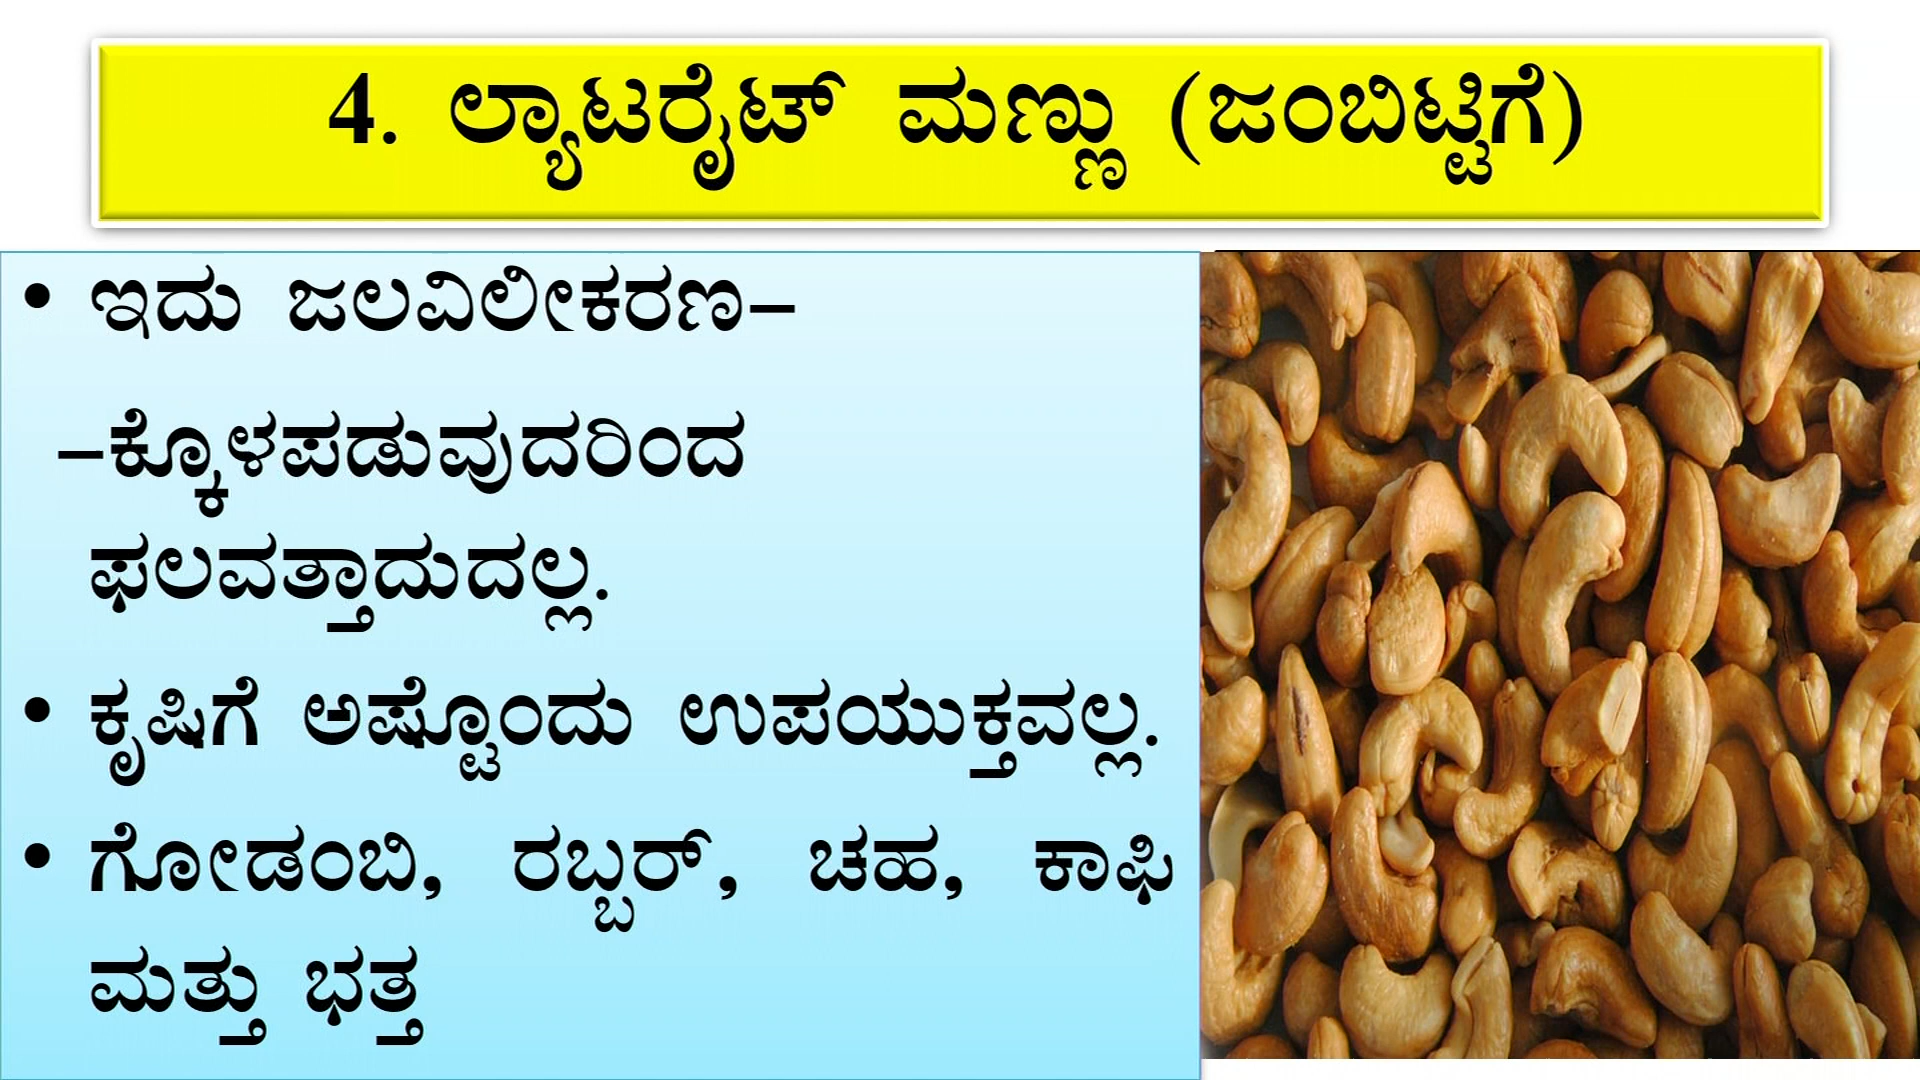 4. ಲ್ಯಾಟರೈಟ್ ಮಣ್ಣು (ಜಂಬಿಟ್ಟಿಗೆ)
• ಇದು ಜಲವಿಲೀಕರಣ–
–ಕ್ಕೊಳಪಡುವುದರಿಂದ
ಫಲವತ್ತಾದುದಲ್ಲ.
• ಕೃಷಿಗೆ ಅಷ್ಟೊಂದು ಉಪಯುಕ್ತವಲ್ಲ.
• ಗೋಡಂಬಿ, ರಬ್ಬರ್, ಚಹ, ಕಾಫಿ
ಮತ್ತು ಭತ್ತ